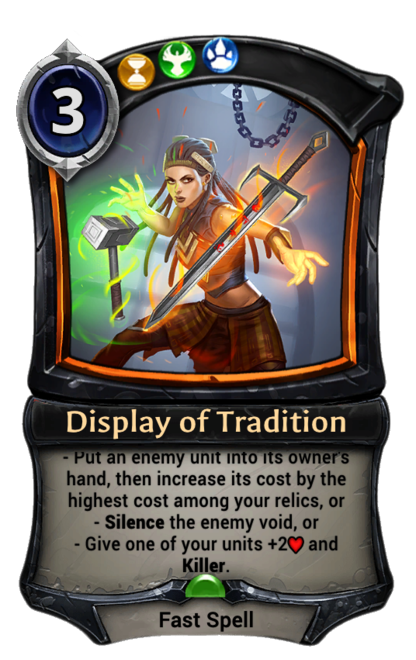 3
Display of Tradition
- Put an enemy unit into its owner's
hand, then increase its cost by the
highest cost among your relics, or
- Silence the enemy void, or
- Give one of your units +2❤ and
Killer.
Fast Spell